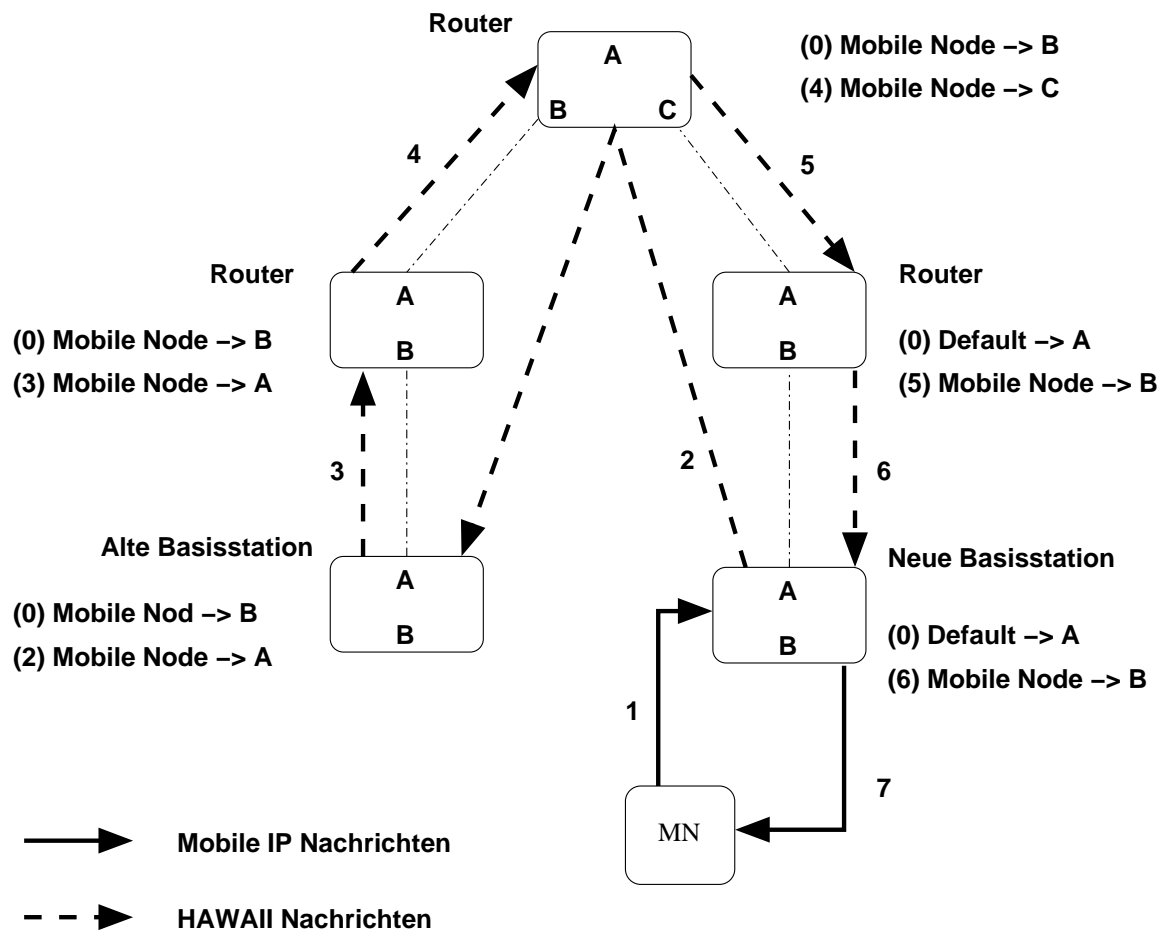 Router
A
B
C
(0) Mobile Node –> B
(4) Mobile Node –> C
4
5
Router
A
B
(0) Mobile Node –> B
(3) Mobile Node –> A
Router
A
B
(0) Default –> A
(5) Mobile Node –> B
3
2
6
Alte Basisstation
A
B
(0) Mobile Nod –> B
(2) Mobile Node –> A
Neue Basisstation
A
B
(0) Default –> A
(6) Mobile Node –> B
1
7
MN
Mobile IP Nachrichten
HAWAII Nachrichten